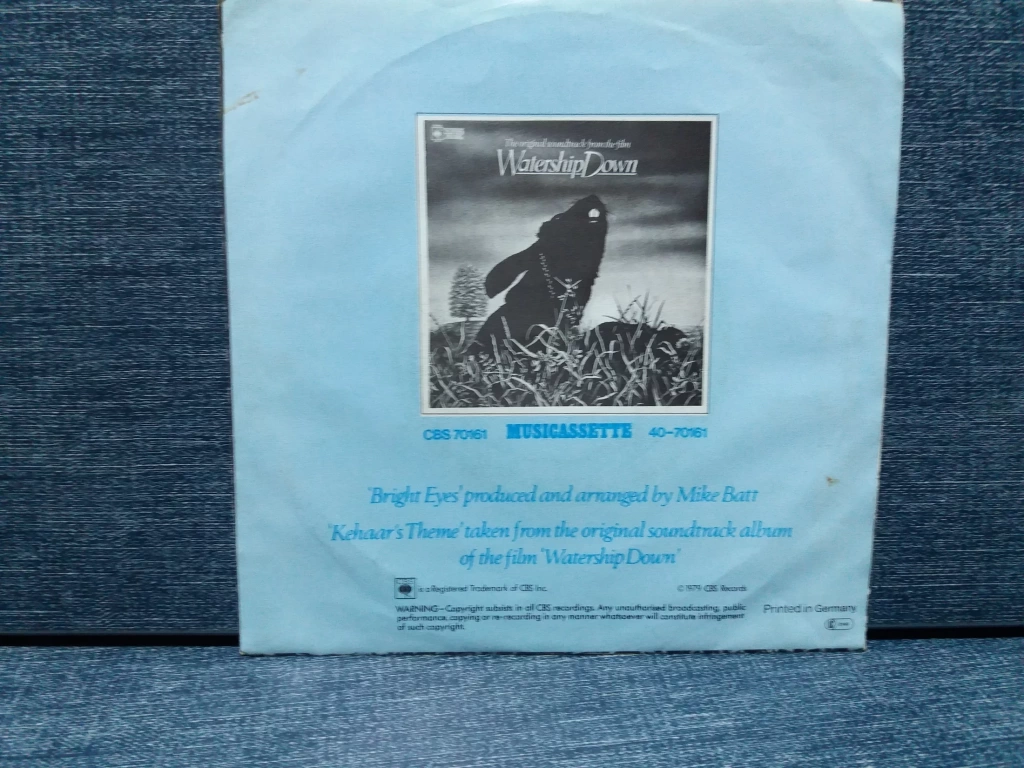 The original soundtrack from the film
Watership Down
CBS 70161 MUSICASSETTE 40-70161
'Bright Eyes' produced and arranged by Mike Batt
'Kehaar's Theme' taken from the original soundtrack album
of the film 'Watership Down'
is a Registered Trademark of CBS Inc. © 1979 CBS Records
WARNING—Copyright subsists in all CBS recordings. Any unauthorised broadcasting, public
performance, copying or re-recording in any manner whatsoever will constitute infringement
of such copyright.
Printed in Germany